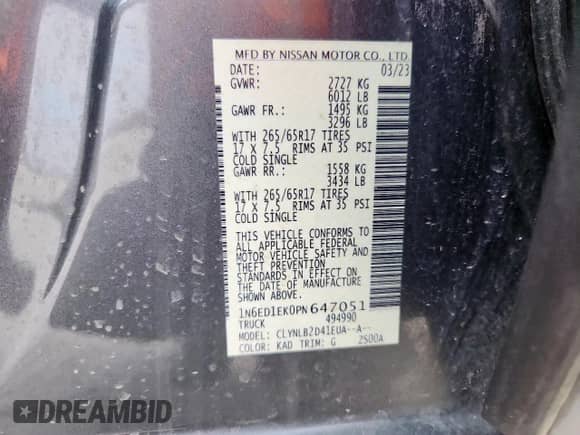 MFD BY NISSAN MOTOR CO., LTD.
DATE: 03/23
GVWR: 2727 KG
6012 LB
GAWR FR.: 1495 KG
3296 LB
WITH 265/65R17 TIRES
17 X 7.5 RIMS AT 35 PSI
COLD SINGLE
GAWR RR.: 1558 KG
3434 LB
WITH 265/65R17 TIRES
17 X 7.5 RIMS AT 35 PSI
COLD SINGLE
THIS VEHICLE CONFORMS TO
ALL APPLICABLE FEDERAL
MOTOR VEHICLE SAFETY AND
THEFT PREVENTION
STANDARDS IN EFFECT ON
THE DATE OF MANUFACTURE
SHOWN ABOVE.
1N6ED1EK0PN647051
TRUCK 494990
MODEL: CLYNLB2D41EUA--A--
COLOR: KAD TRIM: G 2S00A
DREAMBID